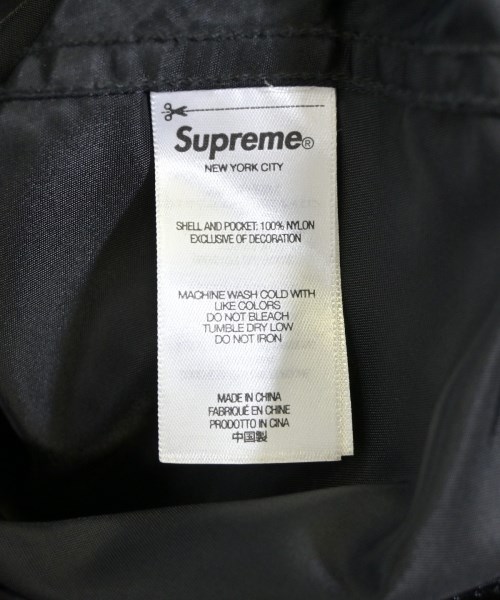 Supreme®
NEW YORK CITY
SHELL AND POCKET: 100% NYLON
EXCLUSIVE OF DECORATION
MACHINE WASH COLD WITH
LIKE COLORS
DO NOT BLEACH
TUMBLE DRY LOW
DO NOT IRON
MADE IN CHINA
FABRIQUÉ EN CHINE
PRODOTTO IN CINA
中国製